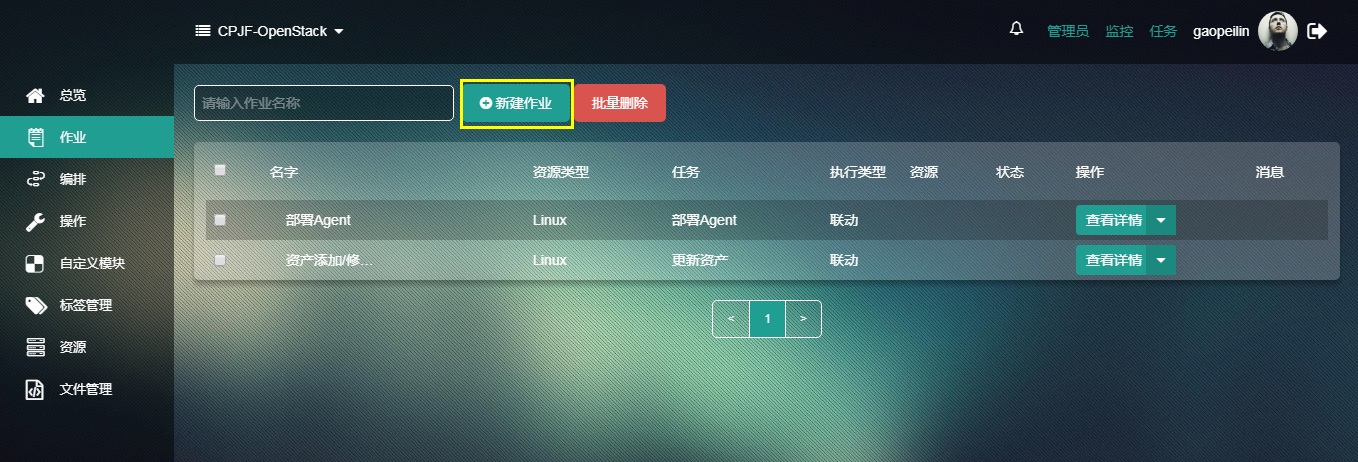 CPJF-OpenStack
管理员 监控 任务 gaopeilin
总览
作业
编排
操作
自定义模块
标签管理
资源
文件管理
请输入作业名称 新建作业 批量删除
名字 资源类型 任务 执行类型 资源 状态 操作 消息
部署Agent Linux 部署Agent 联动 查看详情
资产添加/修... Linux 更新资产 联动 查看详情
< 1 >